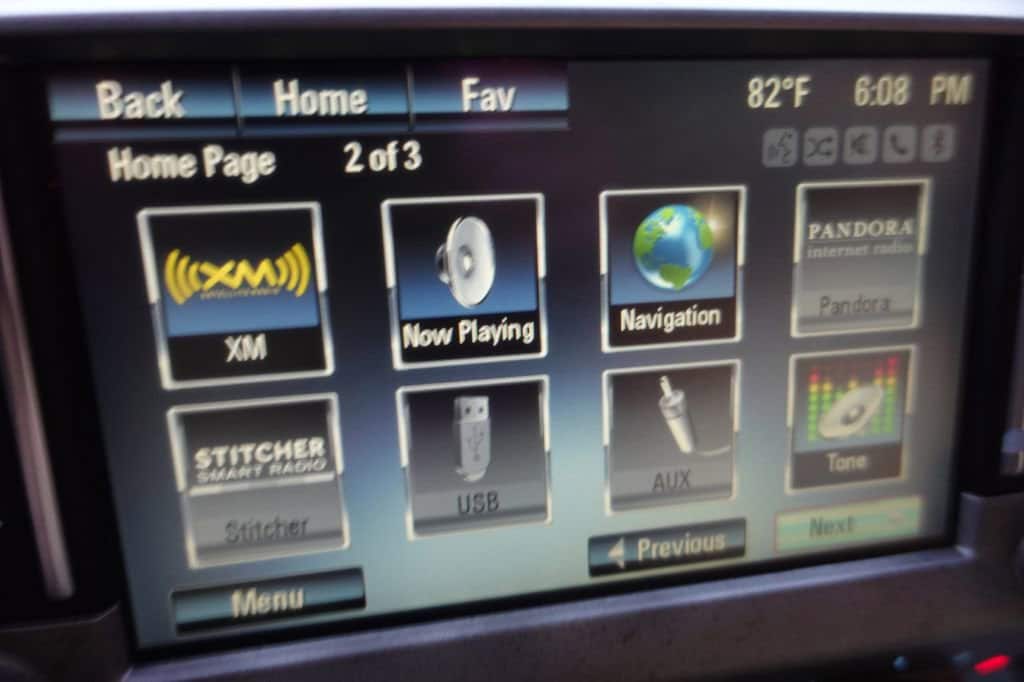 Back Home Fav 82°F 6:08 PM
Home Page 2 of 3
XM
XM
Now Playing
Navigation
PANDORA
internet radio
Pandora
STITCHER
SMART RADIO
Stitcher
USB
AUX
Tone
Menu
Previous
Next